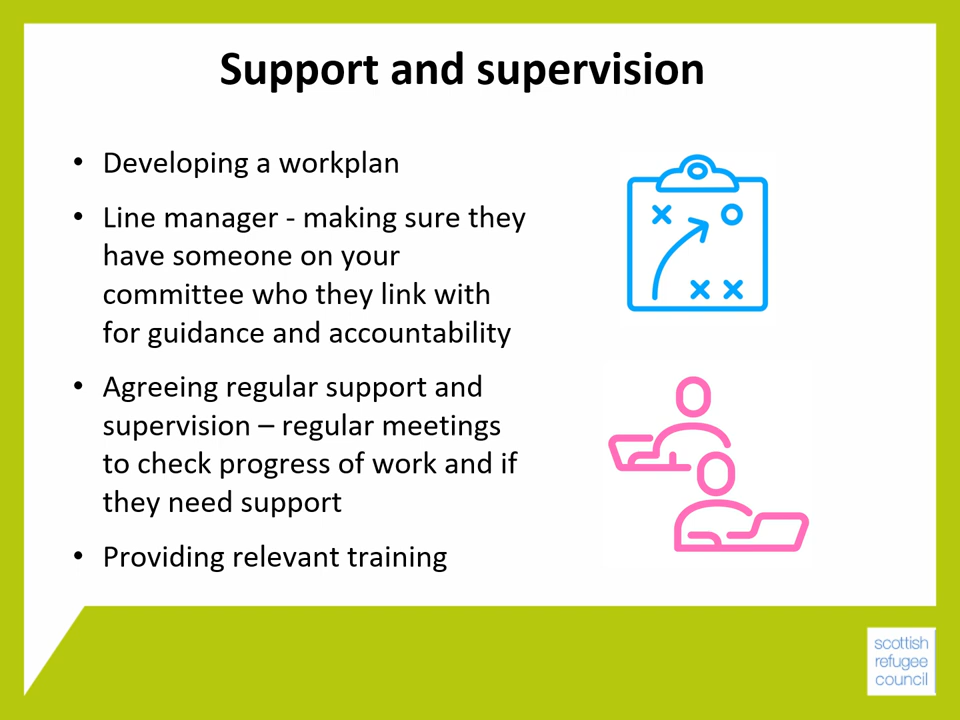 Support and supervision
• Developing a workplan
• Line manager - making sure they
have someone on your
committee who they link with
for guidance and accountability
• Agreeing regular support and
supervision – regular meetings
to check progress of work and if
they need support
• Providing relevant training
scottish
refugee
council